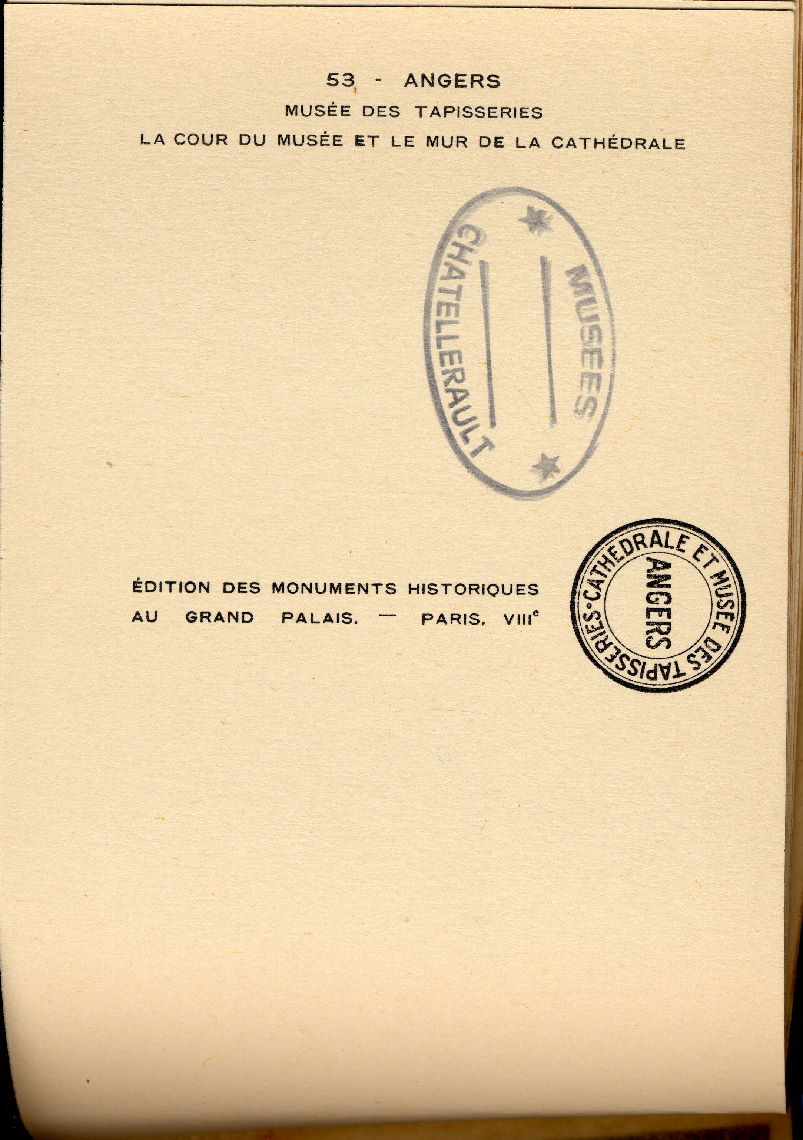 53 - ANGERS
MUSÉE DES TAPISSERIES
LA COUR DU MUSÉE ET LE MUR DE LA CATHÉDRALE
MUSEES
CHATELLERAULT
ÉDITION DES MONUMENTS HISTORIQUES
AU GRAND PALAIS. — PARIS. VIIIᵉ
CATHÉDRALE ET MUSÉE DES TAPISSERIES
ANGERS